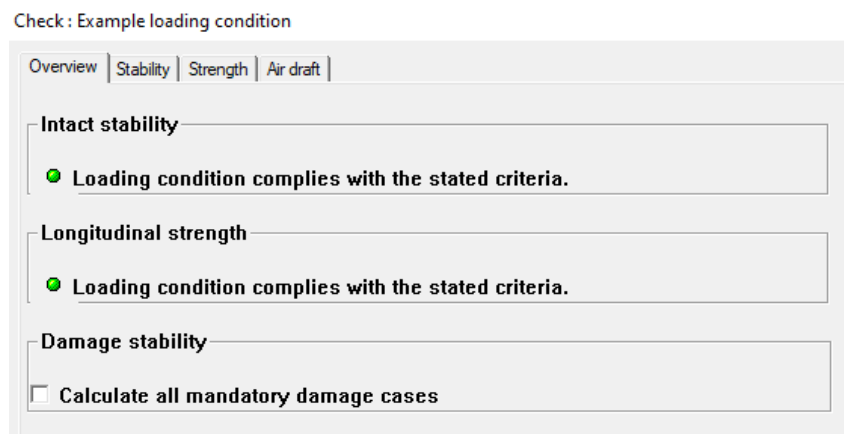 Check : Example loading condition
Overview Stability Strength Air draft
Intact stability
Loading condition complies with the stated criteria.
Longitudinal strength
Loading condition complies with the stated criteria.
Damage stability
Calculate all mandatory damage cases